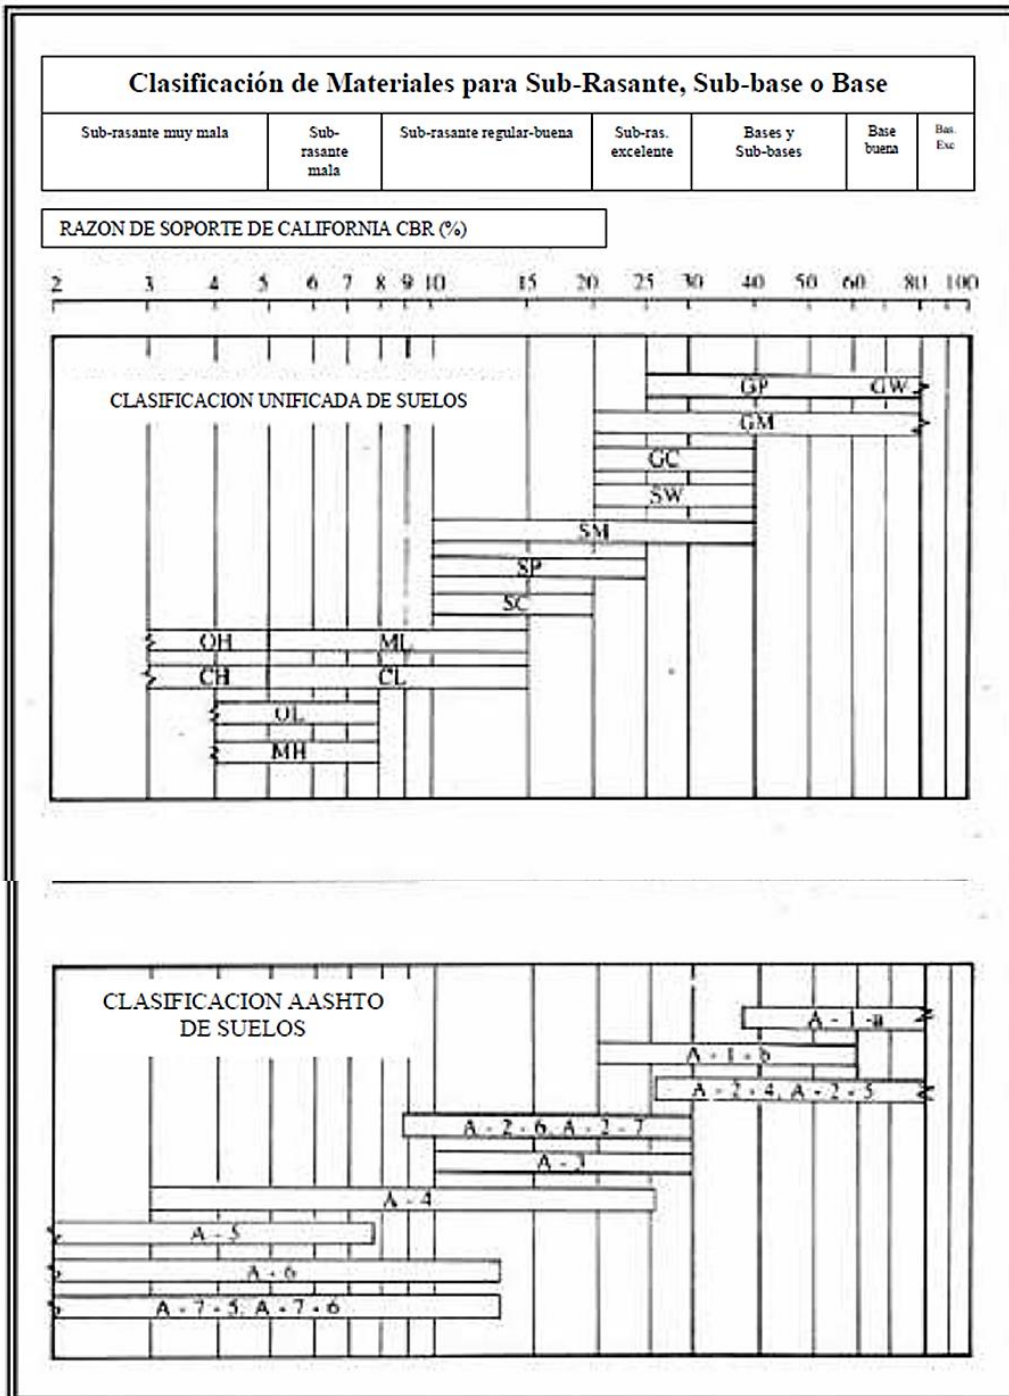 Clasificación de Materiales para Sub-Rasante, Sub-base o Base
Sub-rasante muy mala
Sub-
rasante
mala
Sub-rasante regular-buena
Sub-ras.
excelente
Bases y
Sub-bases
Base
buena
Bas.
Exc
RAZON DE SOPORTE DE CALIFORNIA CBR (%)
2 3 4 5 6 7 8 9 10 15 20 25 30 40 50 60 80 100
CLASIFICACION UNIFICADA DE SUELOS
GP GW
GM
GC
SW
SM
SP
SC
OH ML
CH CL
OL
MH
CLASIFICACION AASHTO
DE SUELOS
A - 1 -a
A - 1 - b
A - 2 - 4, A - 2 - 5
A - 2 - 6, A - 2 - 7
A - 3
A - 4
A - 5
A - 6
A - 7 - 5, A - 7 - 6